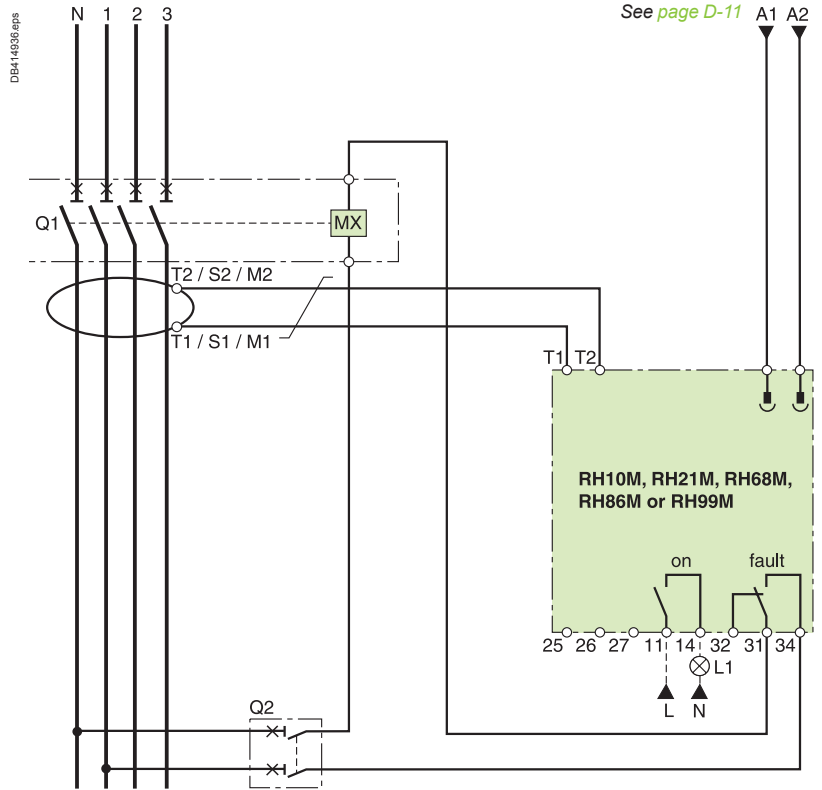 DB414936.eps
N 1 2 3
See page D-11 A1 A2
Q1
MX
T2 / S2 / M2
T1 / S1 / M1
T1 T2
RH10M, RH21M, RH68M,
RH86M or RH99M
on fault
25 26 27 11 14 32 31 34
L1
L N
Q2